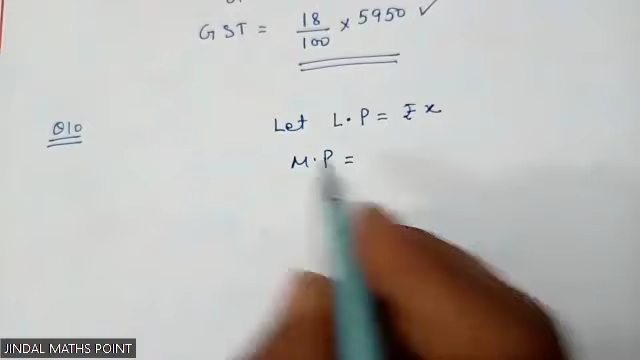 GST = 18/100 × 5950 ✓
Q10
Let L.P = ₹ x
M.P =
JINDAL MATHS POINT